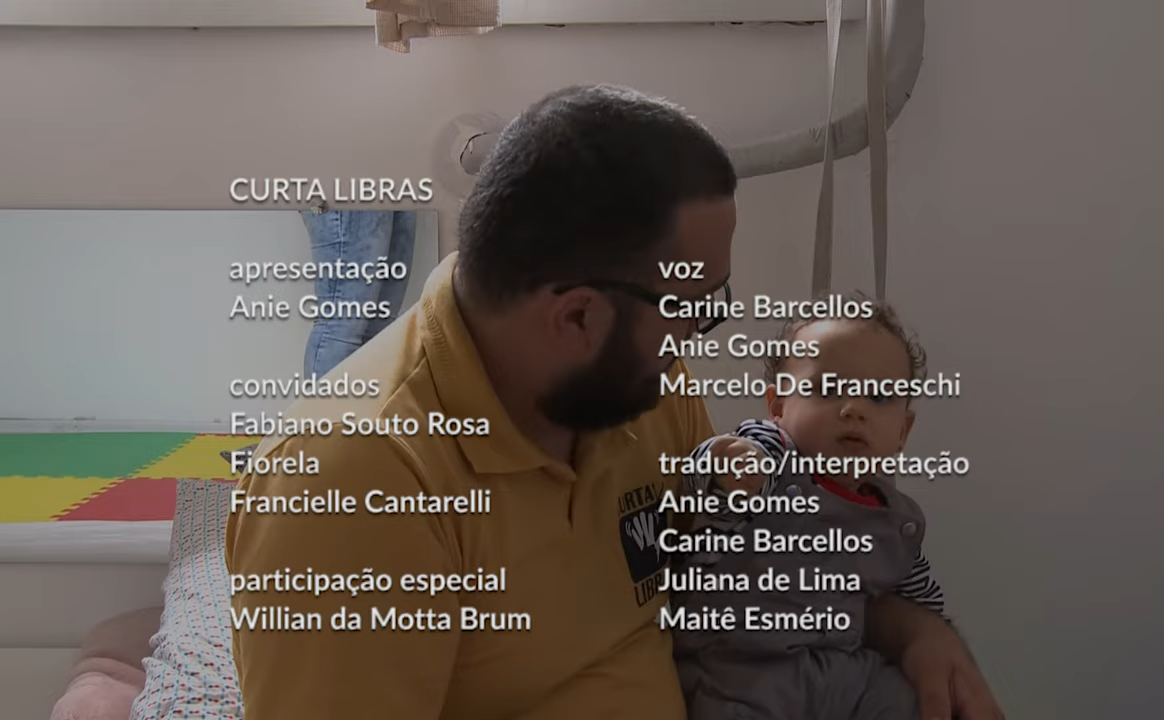 CURTA LIBRAS
apresentação
Anie Gomes
convidados
Fabiano Souto Rosa
Fiorela
Francielle Cantarelli
participação especial
Willian da Motta Brum
voz
Carine Barcellos
Anie Gomes
Marcelo De Franceschi
tradução/interpretação
Anie Gomes
Carine Barcellos
Juliana de Lima
Maitê Esmério